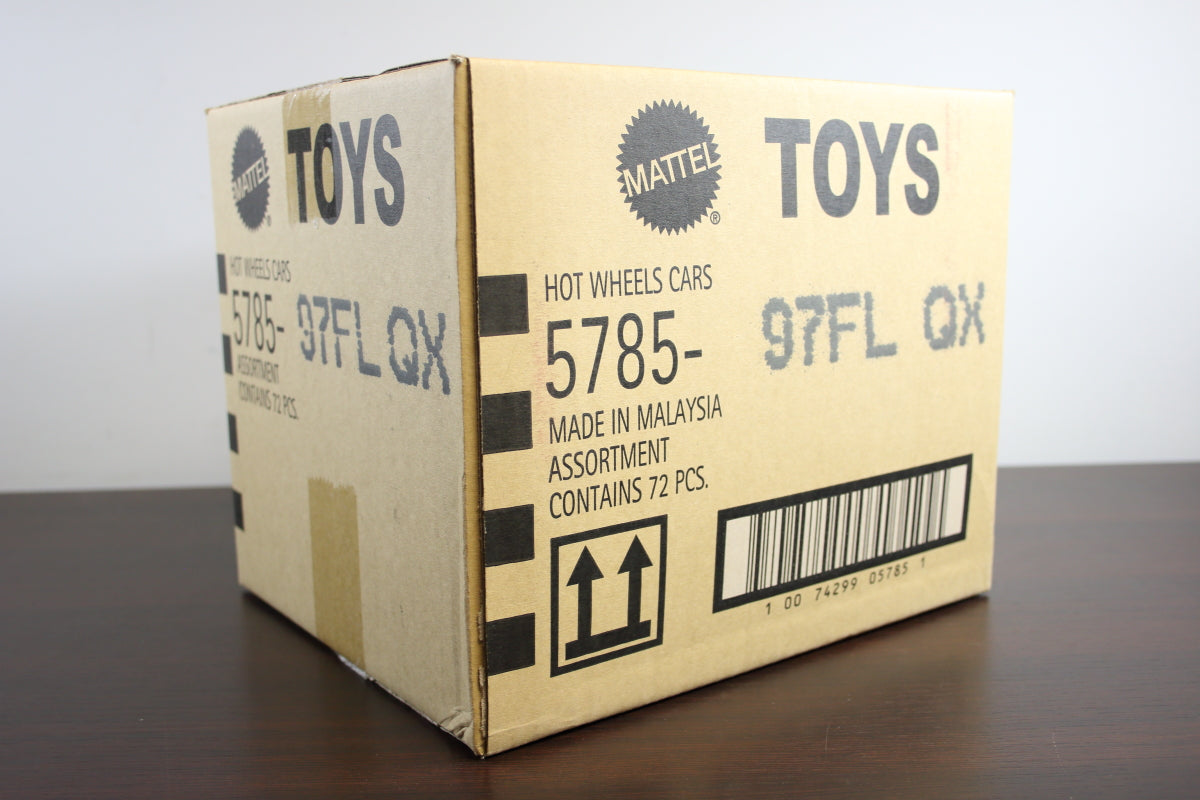 MATTEL® TOYS
HOT WHEELS CARS
5785- 97FL QX
ASSORTMENT
CONTAINS 72 PCS.
MATTEL® TOYS
HOT WHEELS CARS
5785- 97FL QX
MADE IN MALAYSIA
ASSORTMENT
CONTAINS 72 PCS.
1 00 74299 05785 1